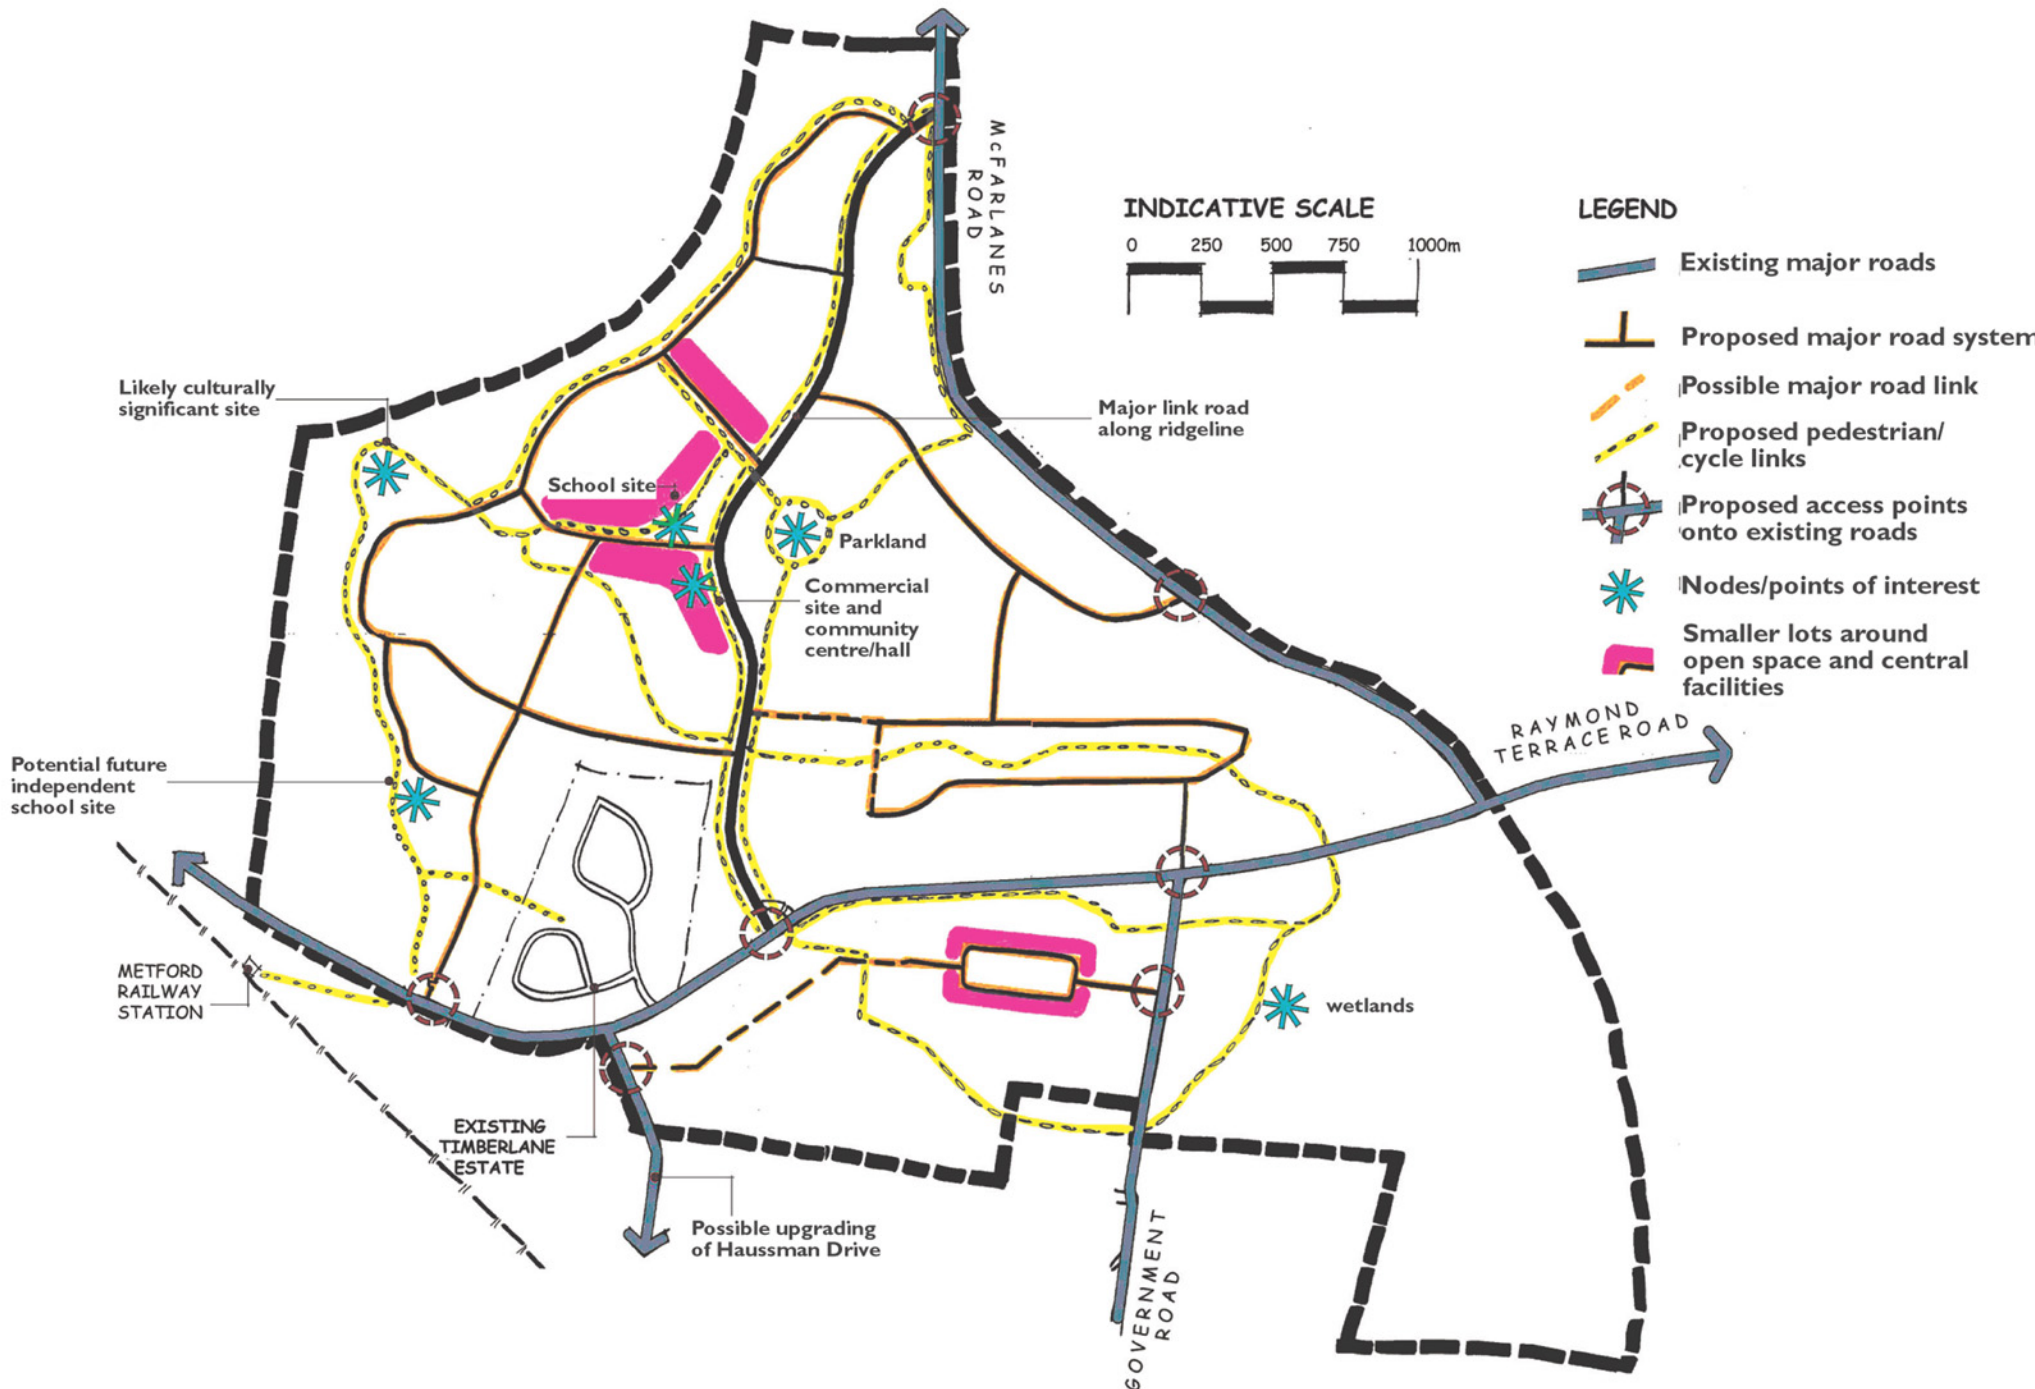 McFARLANES
ROAD
INDICATIVE SCALE
0 250 500 750 1000m
LEGEND
Existing major roads
Proposed major road system
Possible major road link
Proposed pedestrian/
cycle links
Proposed access points
onto existing roads
Nodes/points of interest
Smaller lots around
open space and central
facilities
Likely culturally
significant site
Major link road
along ridgeline
School site
Parkland
Commercial
site and
community
centre/hall
RAYMOND
TERRACE ROAD
Potential future
independent
school site
METFORD
RAILWAY
STATION
wetlands
EXISTING
TIMBERLANE
ESTATE
Possible upgrading
of Haussman Drive
GOVERNMENT
ROAD